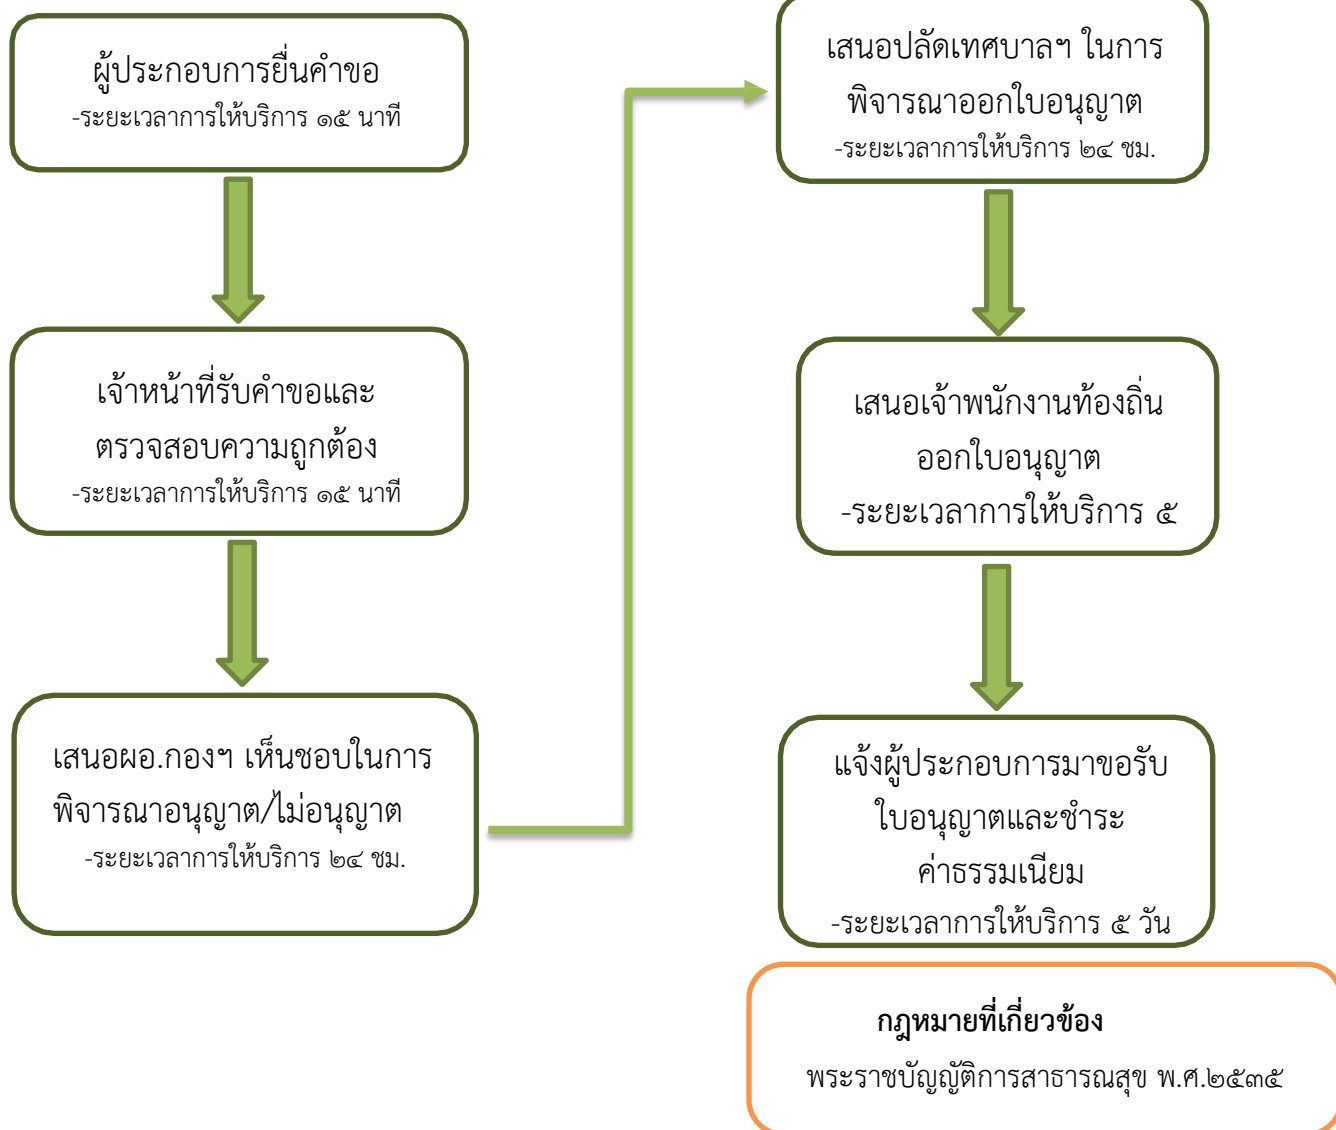 ผู้ประกอบการยื่นคำขอ
-ระยะเวลาการให้บริการ ๑๕ นาที
เจ้าหน้าที่รับคำขอและ
ตรวจสอบความถูกต้อง
-ระยะเวลาการให้บริการ ๑๕ นาที
เสนอผอ.กองฯ เห็นชอบในการ
พิจารณาอนุญาต/ไม่อนุญาต
-ระยะเวลาการให้บริการ ๒๔ ชม.
เสนอปลัดเทศบาลฯ ในการ
พิจารณาออกใบอนุญาต
-ระยะเวลาการให้บริการ ๒๔ ชม.
เสนอเจ้าพนักงานท้องถิ่น
ออกใบอนุญาต
-ระยะเวลาการให้บริการ ๕
แจ้งผู้ประกอบการมาขอรับ
ใบอนุญาตและชำระ
ค่าธรรมเนียม
-ระยะเวลาการให้บริการ ๕ วัน
กฎหมายที่เกี่ยวข้อง
พระราชบัญญัติการสาธารณสุข พ.ศ.๒๕๓๕